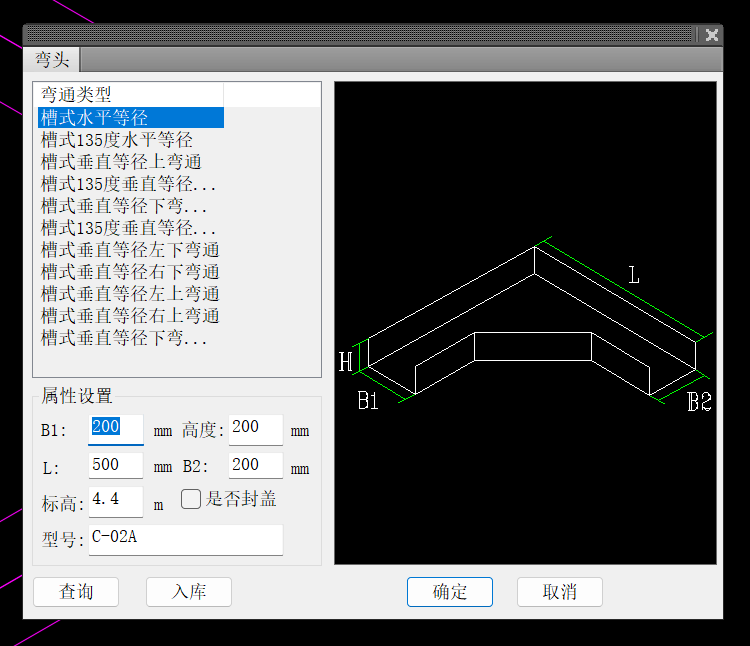 弯头
弯通类型
槽式水平等径
槽式135度水平等径
槽式垂直等径上弯通
槽式135度垂直等径...
槽式垂直等径下弯...
槽式135度垂直等径...
槽式垂直等径左下弯通
槽式垂直等径右下弯通
槽式垂直等径左上弯通
槽式垂直等径右上弯通
槽式垂直等径下弯...
L
H
B1
B2
属性设置
B1: 200 mm 高度: 200 mm
L: 500 mm B2: 200 mm
标高: 4.4 m 是否封盖
型号: C-02A
查询 入库 确定 取消